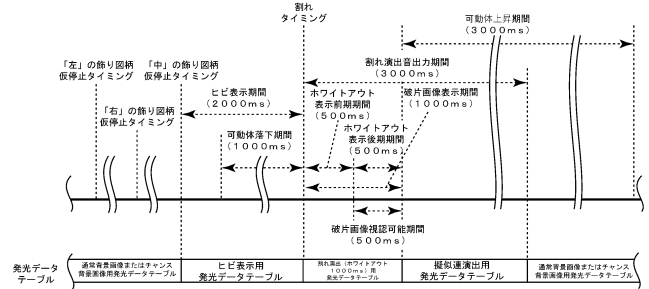 割れ
タイミング
可動体上昇期間
(3000ms)
割れ演出音出力期間
(3000ms)
「左」の飾り図柄
仮停止タイミング
「中」の飾り図柄
仮停止タイミング
ヒビ表示期間
(2000ms)
ホワイトアウト
表示前期期間
(500ms)
破片画像表示期間
(1000ms)
「右」の飾り図柄
仮停止タイミング
可動体落下期間
(1000ms)
ホワイトアウト
表示後期期間
(500ms)
破片画像視認可能期間
(500ms)
発光データ
テーブル
通常背景画像またはチャンス
背景画像用発光データテーブル
ヒビ表示用
発光データテーブル
割れ演出(ホワイトアウト
1000ms)用
発光データテーブル
擬似連演出用
発光データテーブル
通常背景画像またはチャンス
背景画像用発光データテーブル